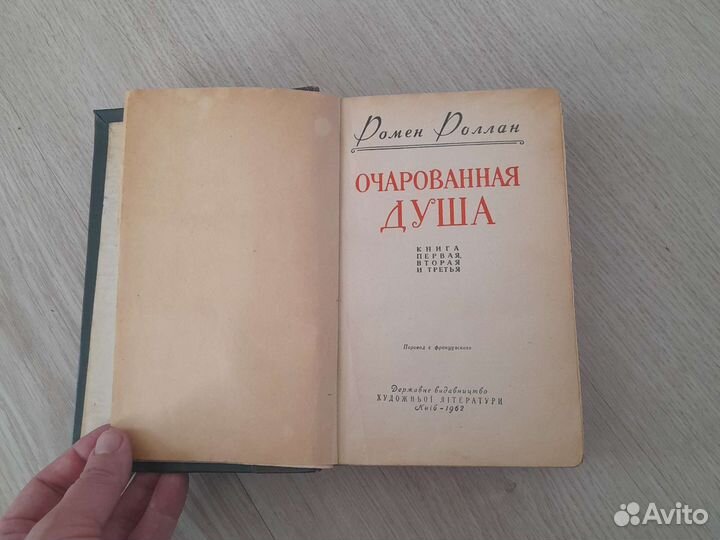 Ромен Роллан
ОЧАРОВАННАЯ
ДУША
КНИГА
ПЕРВАЯ,
ВТОРАЯ
И ТРЕТЬЯ
Перевод с французского
Державне видавництво
ХУДОЖНЬОЇ ЛІТЕРАТУРИ
Київ – 1962
Avito